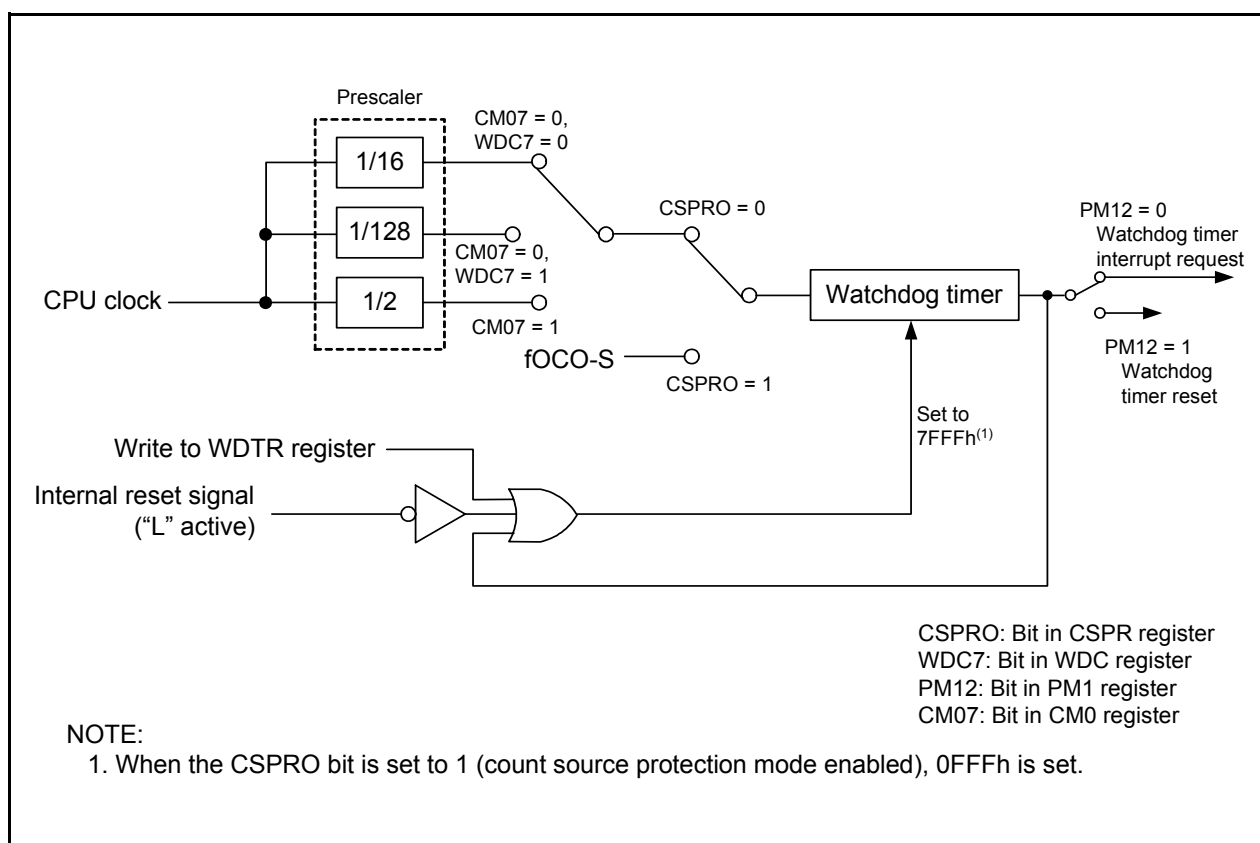 Prescaler
CM07 = 0,
WDC7 = 0
1/16
CSPRO = 0
PM12 = 0
Watchdog timer
interrupt request
1/128
CM07 = 0,
WDC7 = 1
CPU clock
1/2
Watchdog timer
CM07 = 1
fOCO-S
CSPRO = 1
PM12 = 1
Watchdog
timer reset
Set to
7FFFh(1)
Write to WDTR register
Internal reset signal
(“L” active)
CSPRO: Bit in CSPR register
WDC7: Bit in WDC register
PM12: Bit in PM1 register
CM07: Bit in CM0 register
NOTE:
1. When the CSPRO bit is set to 1 (count source protection mode enabled), 0FFFh is set.